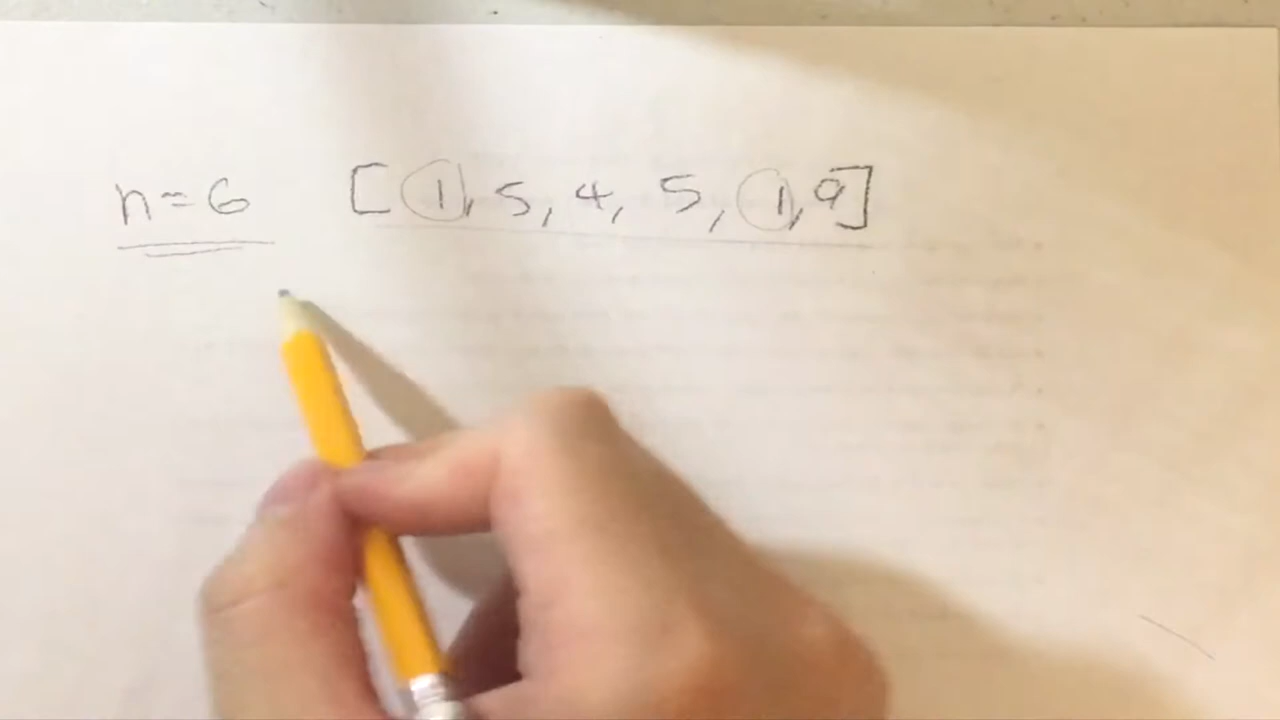 n=6 [1, 5, 4, 5, 1, 9]